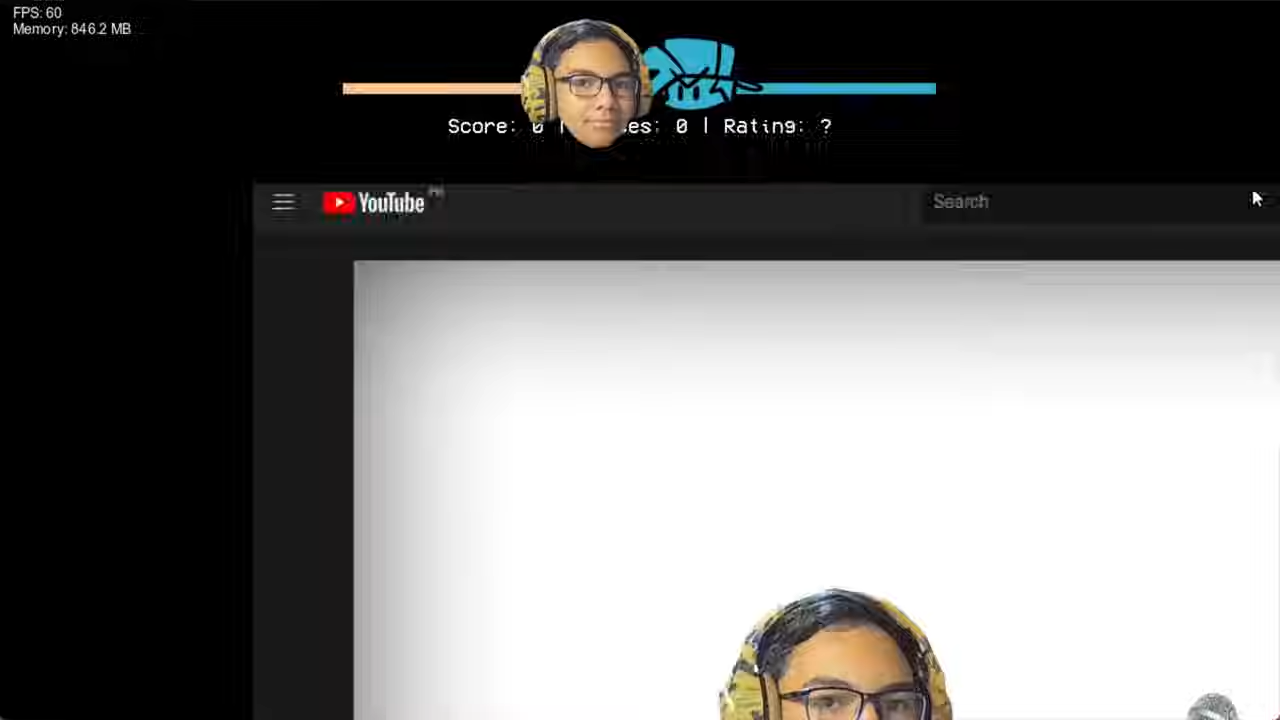 FPS: 60
Memory: 846.2 MB
Score: 0 | es: 0 | Rating: ?
YouTube
Search